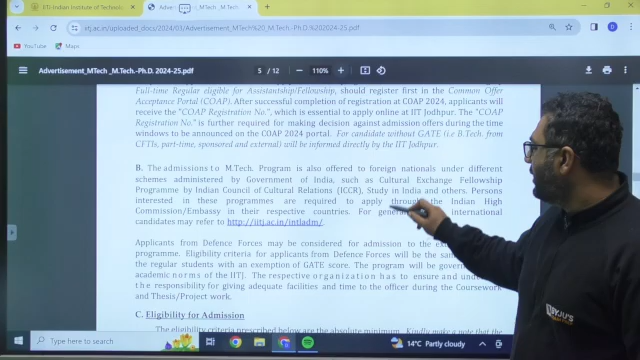 IIT-Indian Institute of Technolo
Adver
M.Tech_M.Tech
iitj.ac.in/uploaded_docs/2024/03/Advertisement_MTech%20_M.Tech.-Ph.D.%202024-25.pdf
YouTube
Maps
Advertisement_MTech _M.Tech.-Ph.D. 2024-25.pdf
5 / 12
110%
Full-time Regular eligible for Assistantship/Fellowship, should register first in the Common Offer
Acceptance Portal (COAP). After successful completion of registration at COAP 2024, applicants will
receive the "COAP Registration No.", which is essential to apply online at IIT Jodhpur. The "COAP
Registration No." is further required for making decision against admission offers during the time
windows to be announced on the COAP 2024 portal. For candidate without GATE (i.e B.Tech. from
CFTIs, part-time, sponsored and external) will be informed directly by the IIT Jodhpur.
B. The admissions to M.Tech. Program is also offered to foreign nationals under different
schemes administered by Government of India, such as Cultural Exchange Fellowship
Programme by Indian Council of Cultural Relations (ICCR), Study in India and others. Persons
interested in these programmes are required to apply through the Indian High
Commission/Embassy in their respective countries. For international
candidates may refer to http://iitj.ac.in/intladm/.
Applicants from Defence Forces may be considered for admission to the
programme. Eligibility criteria for applicants from Defence Forces will be the
the regular students with an exemption of GATE score. The program will be
academic norms of the IITJ. The respective organization has to ensure and
the responsibility for giving adequate facilities and time to the officer during the Coursework
and Thesis/Project work.
C. Eligibility for Admission
The eligibility criteria prescribed below are the absolute minimum. Kindly make a note that the
Type here to search
14°C Partly cloudy